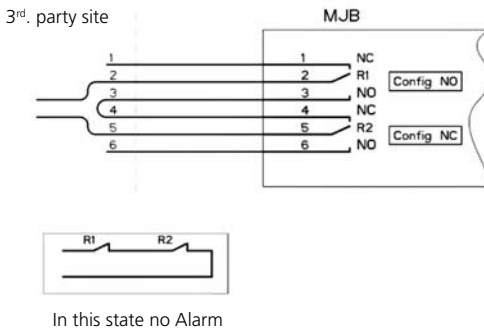 3rd. party site
MJB
1 1 NC
2 2 R1 Config NO
3 3 NO
4 4 NC
5 5 R2 Config NC
6 6 NO
R1 R2
In this state no Alarm